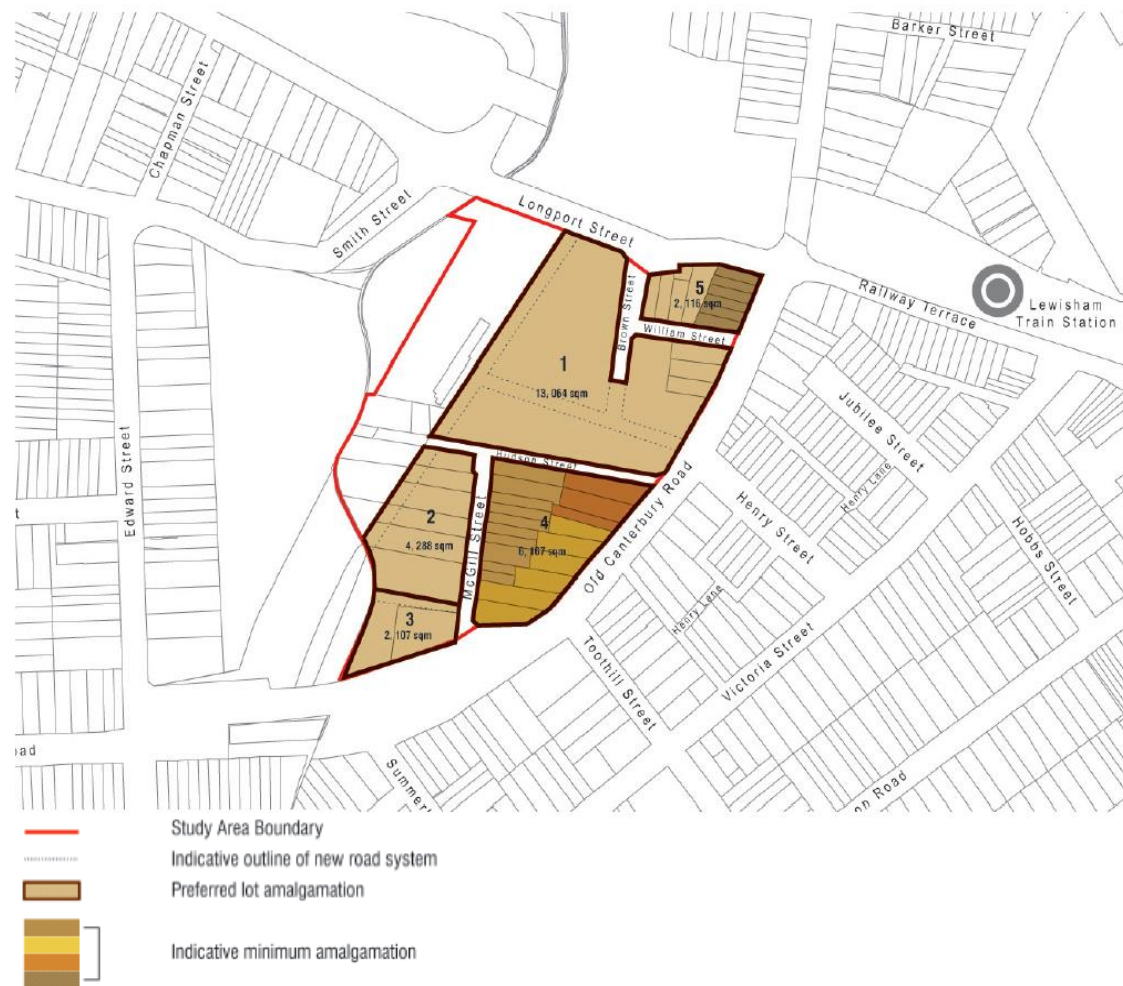 Barker Street
Chapman Street
Smith Street
Longport Street
Railway Terrace
Lewisham
Train Station
5
2, 116 sqm
Brown Street
William Street
1
13, 064 sqm
Jubilee Street
Henry Lane
Edward Street
Hudson Street
Old Canterbury Road
Henry Street
Hobbs Street
2
4, 288 sqm
McGill Street
4
Henry Lane
3
2, 107 sqm
Victoria Street
Toothill Street
t
oad
Summer
on Road
Study Area Boundary
Indicative outline of new road system
Preferred lot amalgamation
Indicative minimum amalgamation